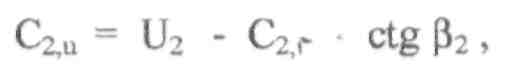 C₂,ᵤ = U₂ - C₂,ᵣ · ctg β₂ ,